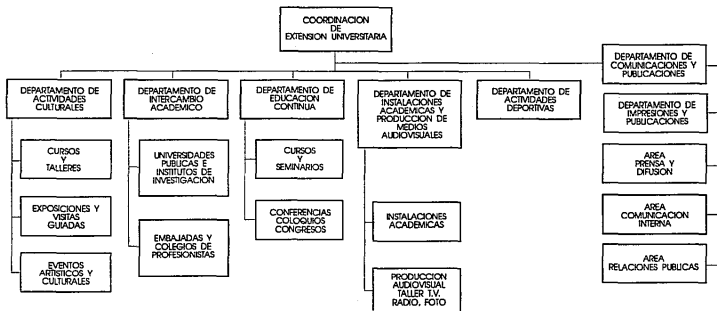 COORDINACION
DE
EXTENSION UNIVERSITARIA
DEPARTAMENTO DE
COMUNICACIONES Y
PUBLICACIONES
DEPARTAMENTO DE
ACTIVIDADES
CULTURALES
DEPARTAMENTO DE
INTERCAMBIO
ACADEMICO
DEPARTAMENTO DE
EDUCACION
CONTINUA
DEPARTAMENTO DE
INSTALACIONES
ACADEMICAS Y
PRODUCCION DE
MEDIOS
AUDIOVISUALES
DEPARTAMENTO DE
ACTIVIDADES
DEPORTIVAS
DEPARTAMENTO DE
IMPRESIONES Y
PUBLICACIONES
CURSOS
Y
TALLERES
UNIVERSIDADES
PUBLICAS E
INSTITUTOS DE
INVESTIGACION
CURSOS
Y
SEMINARIOS
AREA
PRENSA Y
DIFUSION
EXPOSICIONES Y
VISITAS
GUIADAS
EMBAJADAS Y
COLEGIOS DE
PROFESIONISTAS
CONFERENCIAS
COLOQUIOS
CONGRESOS
INSTALACIONES
ACADEMICAS
AREA
COMUNICACION
INTERNA
EVENTOS
ARTISTICOS Y
CULTURALES
PRODUCCION
AUDIOVISUAL
TALLER T.V.
RADIO, FOTO
AREA
RELACIONES PUBLICAS